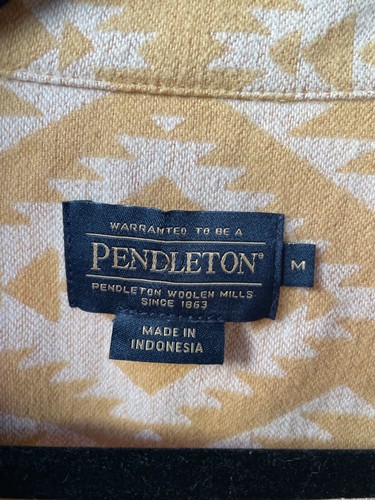 WARRANTED TO BE A
PENDLETON®
PENDLETON WOOLEN MILLS
SINCE 1863
M
MADE IN
INDONESIA